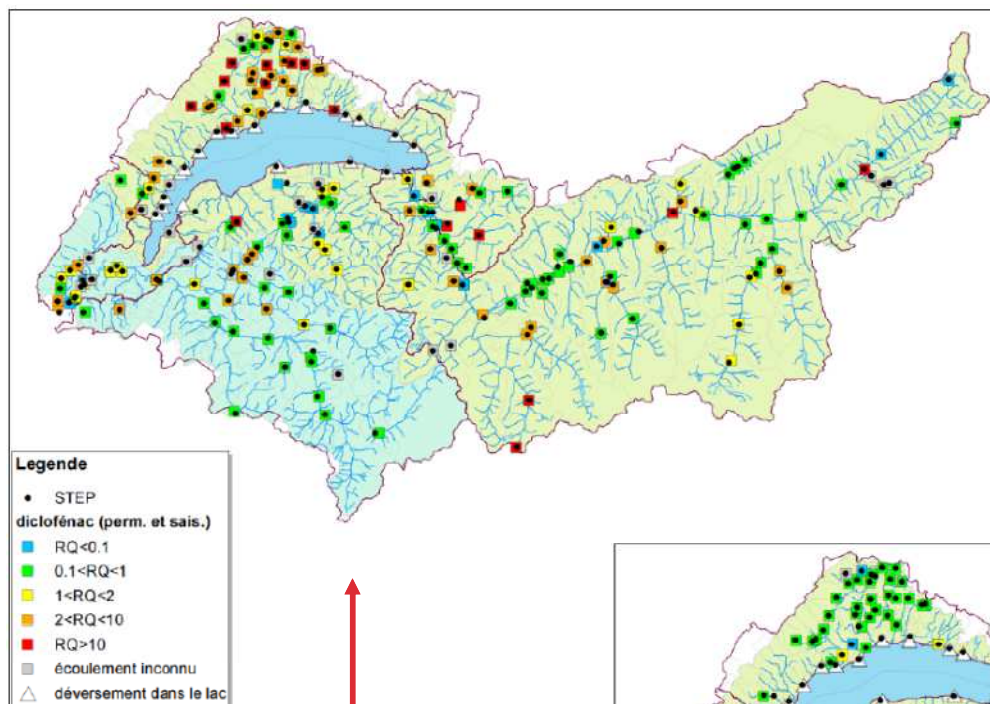 Legende
STEP
diclofénac (perm. et sais.)
RQ<0.1
0.1<RQ<1
1<RQ<2
2<RQ<10
RQ>10
écoulement inconnu
déversement dans le lac